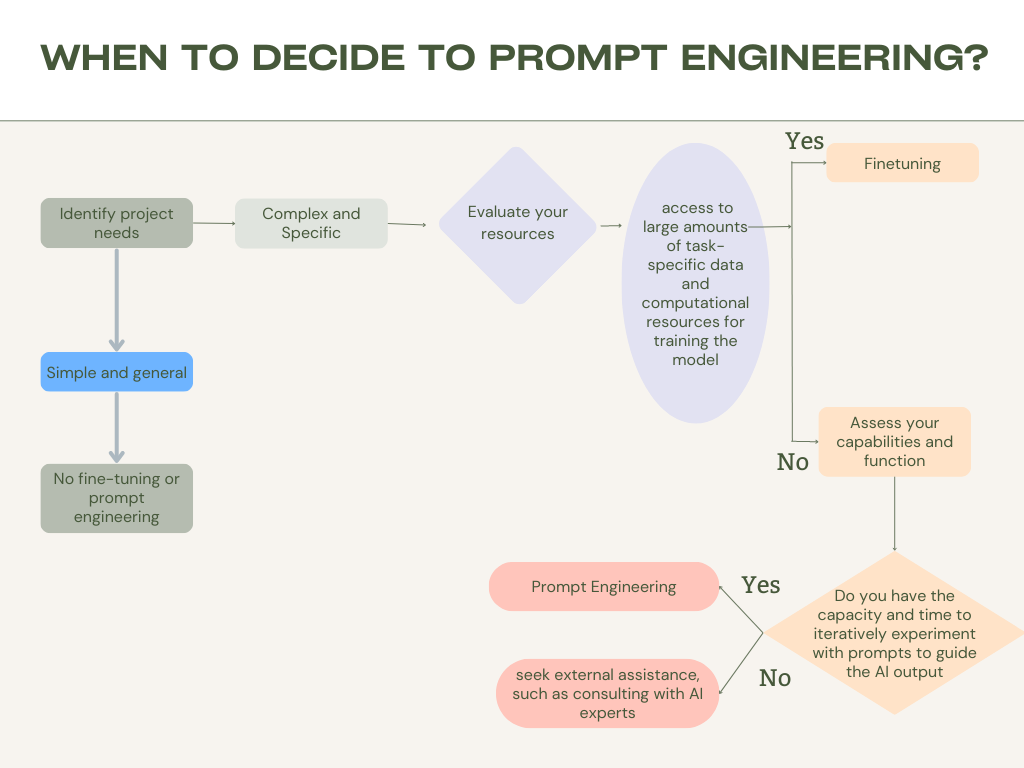 WHEN TO DECIDE TO PROMPT ENGINEERING?
Identify project
needs
Complex and
Specific
Evaluate your
resources
access to
large amounts
of task-
specific data
and
computational
resources for
training the
model
Yes
Finetuning
Simple and general
No fine-tuning or
prompt
engineering
No
Assess your
capabilities and
function
Do you have the
capacity and time to
iteratively experiment
with prompts to guide
the AI output
Yes
Prompt Engineering
No
seek external assistance,
such as consulting with AI
experts